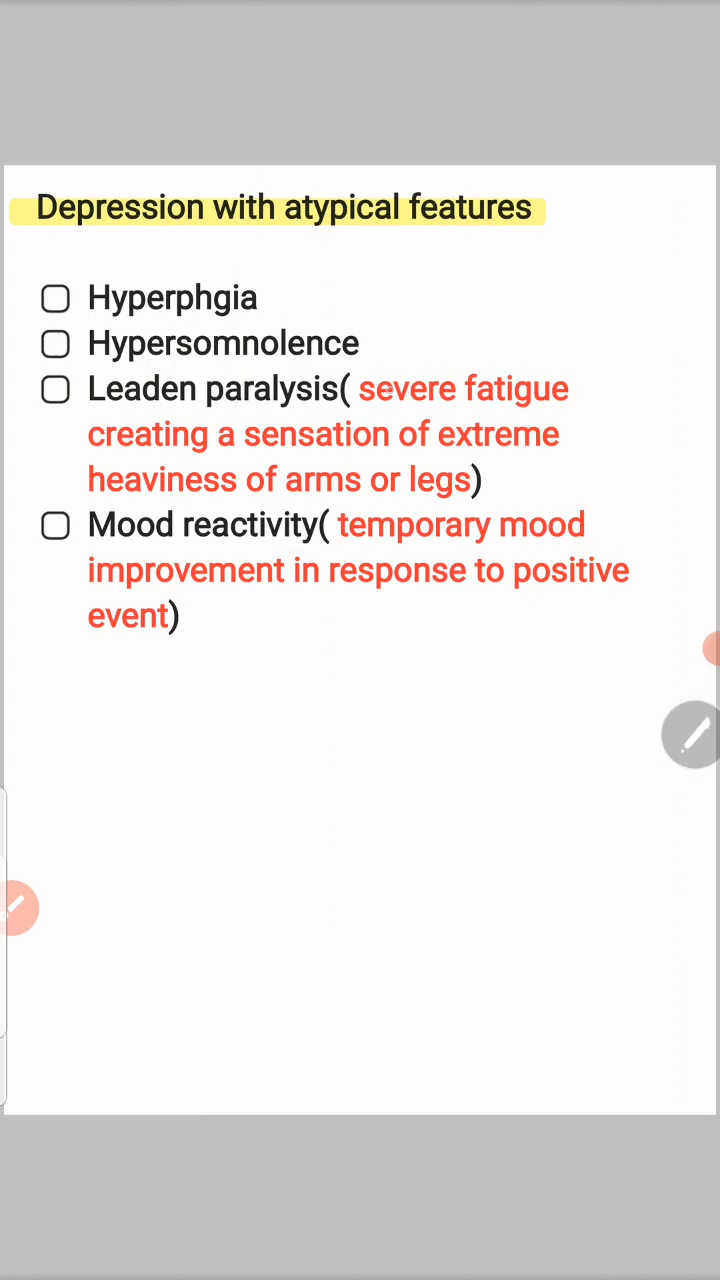 Depression with atypical features
Hyperphgia
Hypersomnolence
Leaden paralysis( severe fatigue
creating a sensation of extreme
heaviness of arms or legs)
Mood reactivity( temporary mood
improvement in response to positive
event)